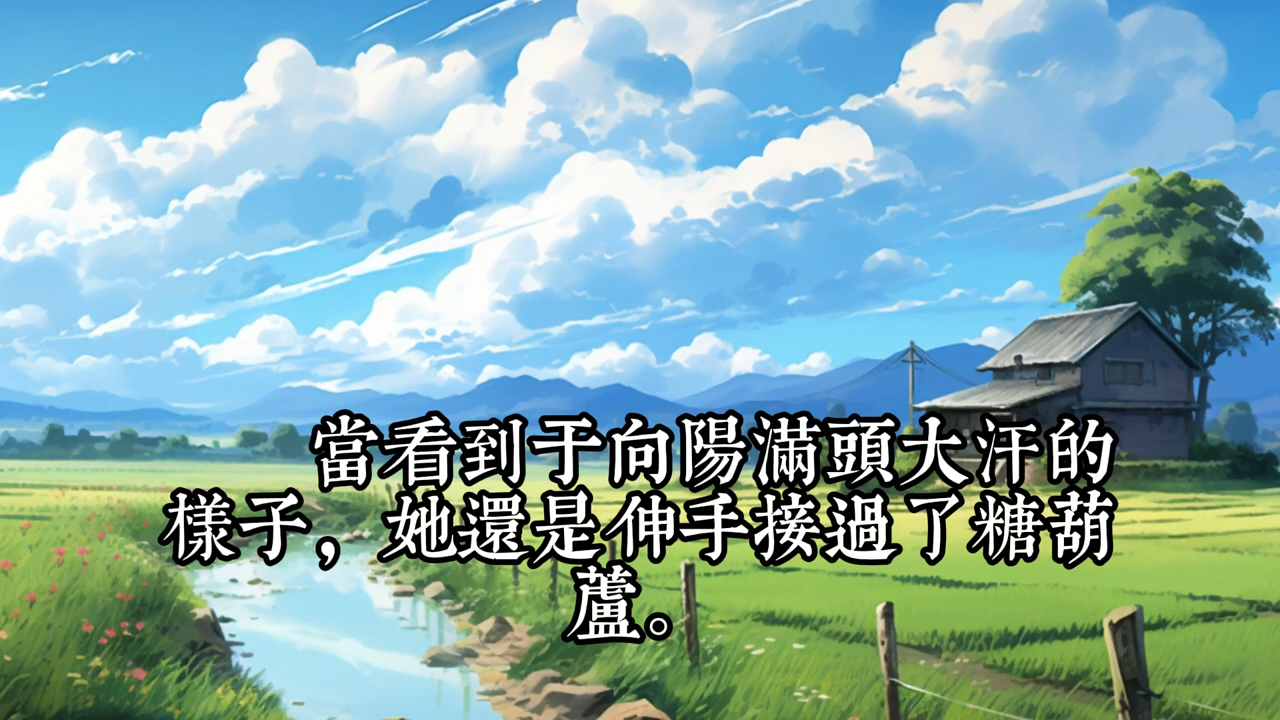 當看到于向陽滿頭大汗的
樣子，她還是伸手接過了糖葫
蘆。